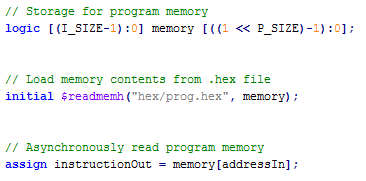 // Storage for program memory
logic [(I_SIZE-1):0] memory [((1 << P_SIZE)-1):0];
// Load memory contents from .hex file
initial $readmemh("hex/prog.hex", memory);
// Asynchronously read program memory
assign instructionOut = memory[addressIn];